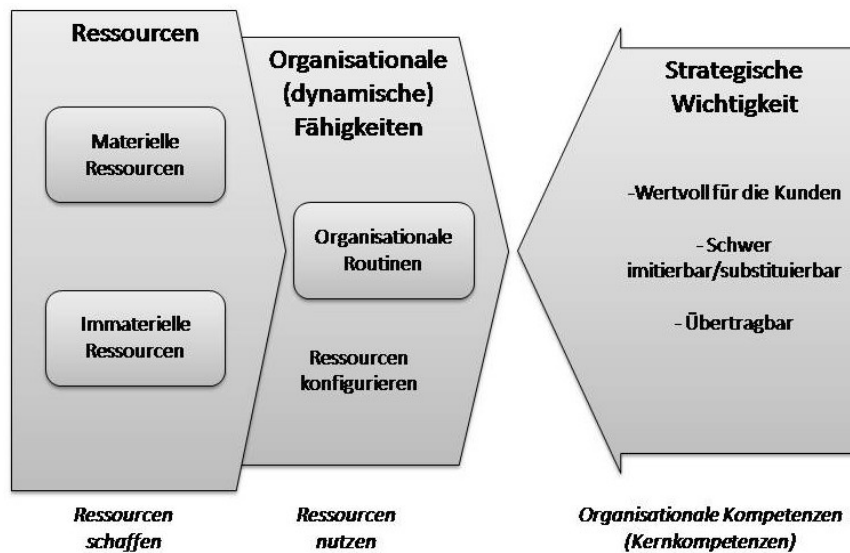 Ressourcen
Materielle
Ressourcen
Immaterielle
Ressourcen
Organisationale
(dynamische)
Fähigkeiten
Organisationale
Routinen
Ressourcen
konfigurieren
Strategische
Wichtigkeit
-Wertvoll für die Kunden
- Schwer
imitierbar/substituierbar
- Übertragbar
Ressourcen
schaffen
Ressourcen
nutzen
Organisationale Kompetenzen
(Kernkompetenzen)